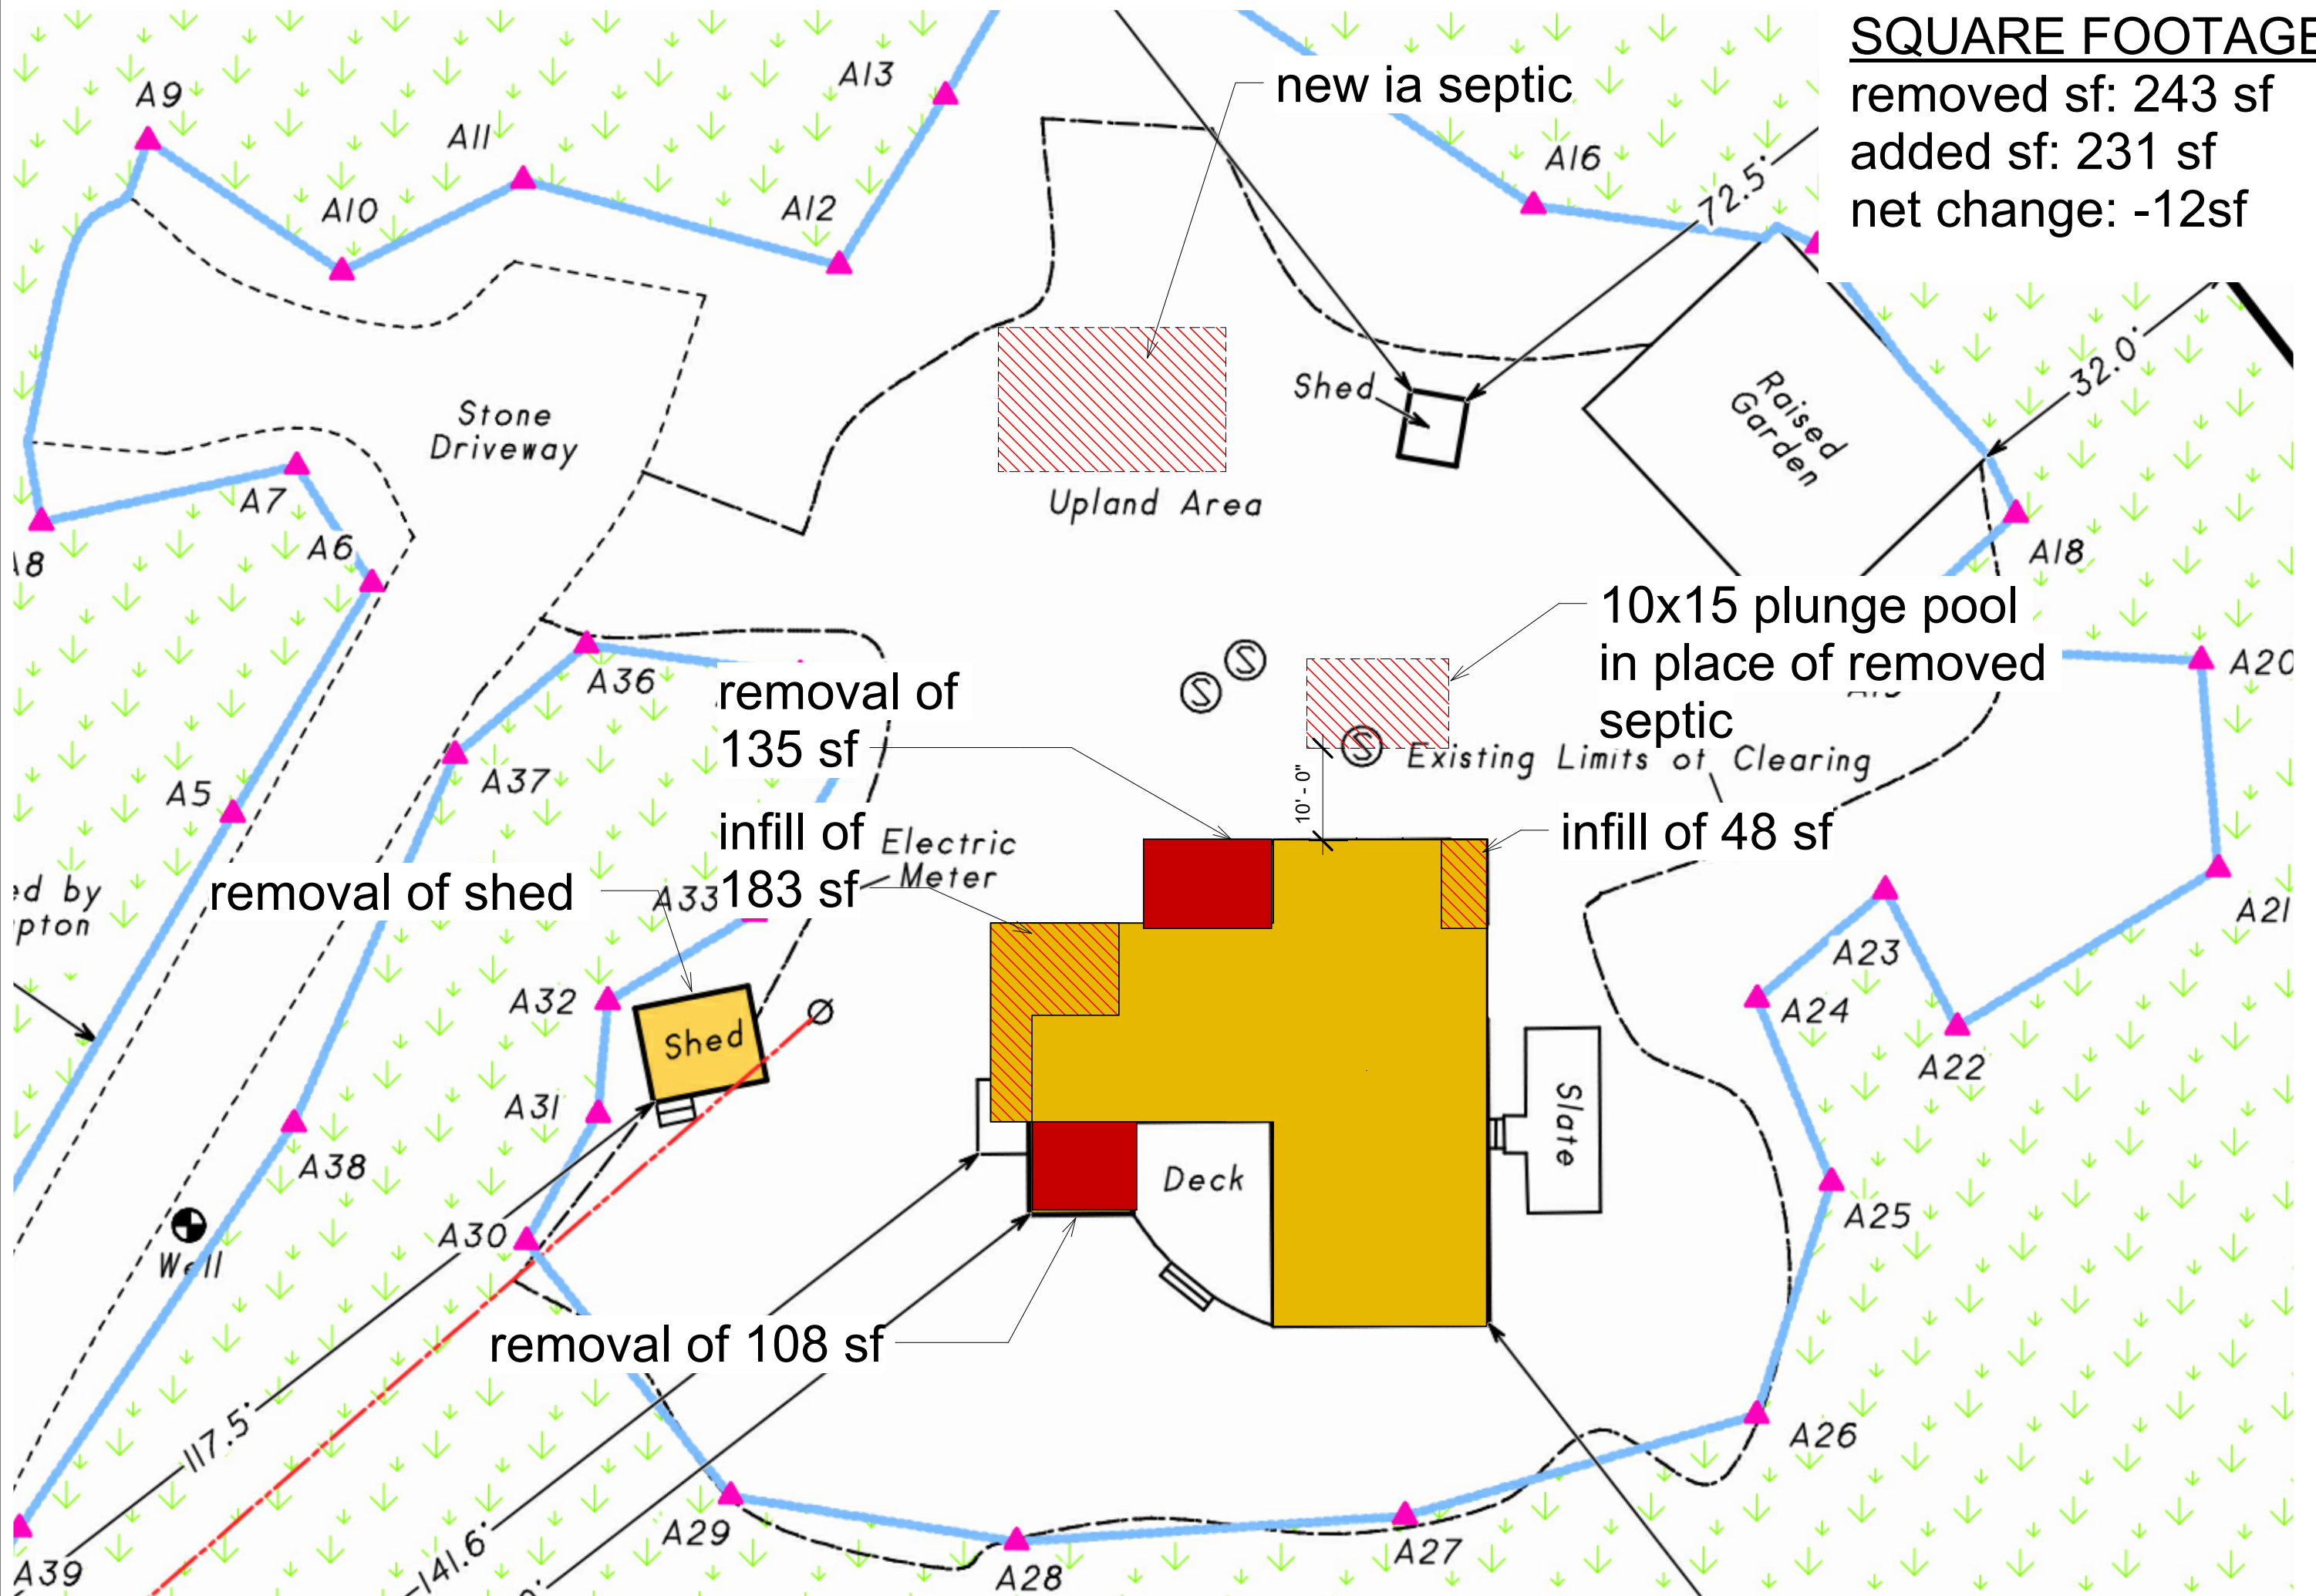 SQUARE FOOTAGE
removed sf: 243 sf
added sf: 231 sf
net change: -12sf
new ia septic
A9
A11
A13
A10
A12
A16
72.5'
32.0'
Shed
Raised
Garden
Stone
Driveway
Upland Area
A7
A6
A8
A18
10x15 plunge pool
in place of removed
septic
A20
A36
removal of
135 sf
S
S
S
Existing Limits of Clearing
10' - 0"
A37
A5
infill of
183 sf
Electric
Meter
infill of 48 sf
removal of shed
A33
ed by
pton
A21
A23
A32
Shed
A24
A22
A31
Slate
A38
Deck
A25
A30
Well
removal of 108 sf
117.5'
A26
A29
141.6'
A27
A39
A28